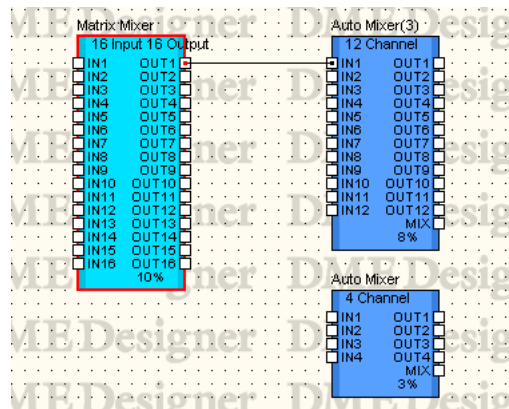 Matrix Mixer
16 Input 16 Output
IN1 OUT1
IN2 OUT2
IN3 OUT3
IN4 OUT4
IN5 OUT5
IN6 OUT6
IN7 OUT7
IN8 OUT8
IN9 OUT9
IN10 OUT10
IN11 OUT11
IN12 OUT12
IN13 OUT13
IN14 OUT14
IN15 OUT15
IN16 OUT16
10%
Auto Mixer(3)
12 Channel
IN1 OUT1
IN2 OUT2
IN3 OUT3
IN4 OUT4
IN5 OUT5
IN6 OUT6
IN7 OUT7
IN8 OUT8
IN9 OUT9
IN10 OUT10
IN11 OUT11
IN12 OUT12
MIX
8%
Auto Mixer
4 Channel
IN1 OUT1
IN2 OUT2
IN3 OUT3
IN4 OUT4
MIX
3%
DME Designer